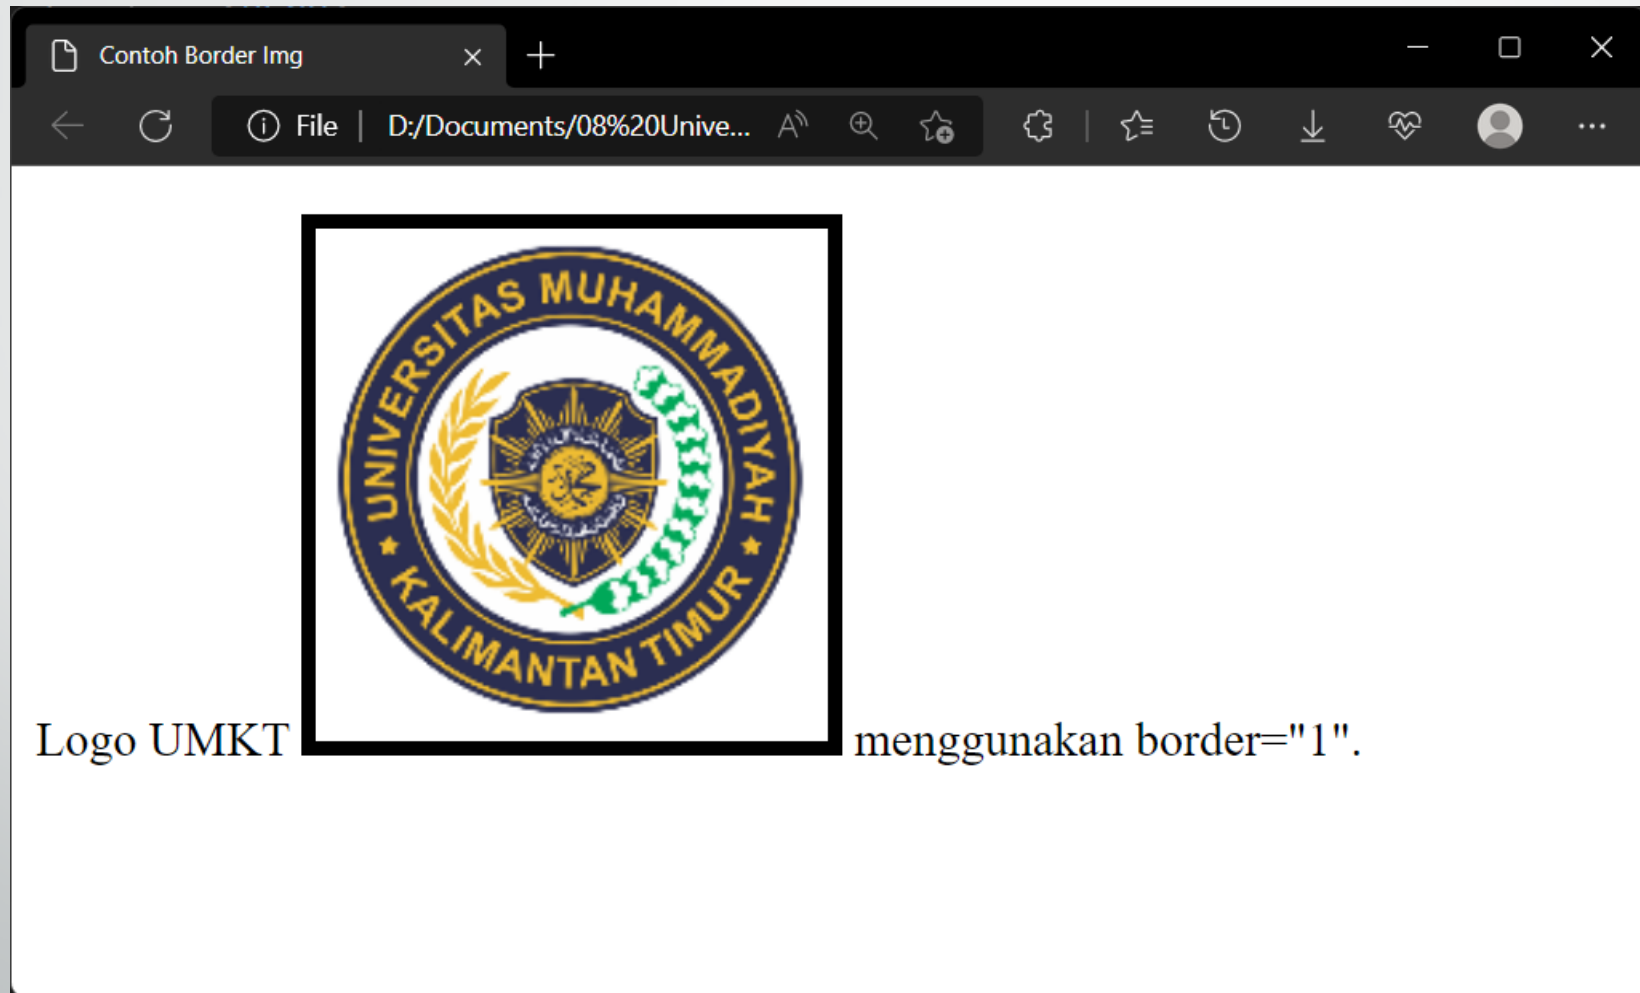 Contoh Border Img
File
D:/Documents/08%20Unive...
UNIVERSITAS MUHAMMADIYAH
KALIMANTAN TIMUR
Logo UMKT menggunakan border="1".